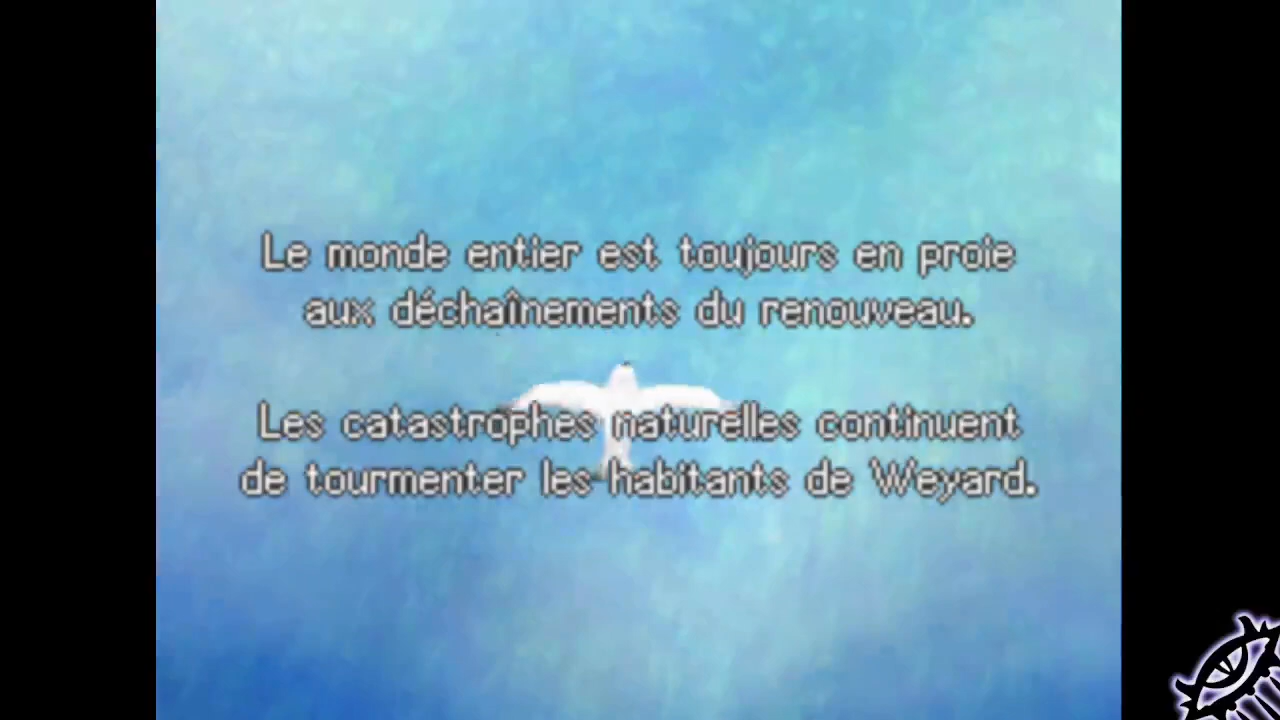 Le monde entier est toujours en proie
aux déchaînements du renouveau.
Les catastrophes naturelles continuent
de tourmenter les habitants de Weyard.